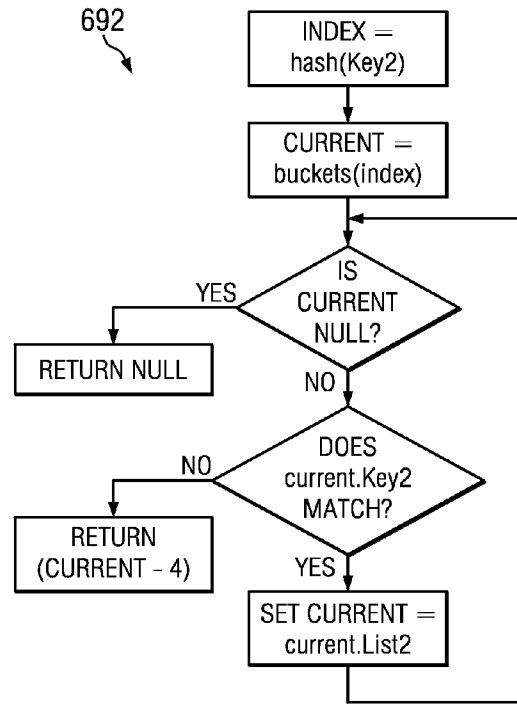 692
INDEX =
hash(Key2)
CURRENT =
buckets(index)
IS
CURRENT
NULL?
YES
RETURN NULL
NO
DOES
current.Key2
MATCH?
NO
RETURN
(CURRENT - 4)
YES
SET CURRENT =
current.List2